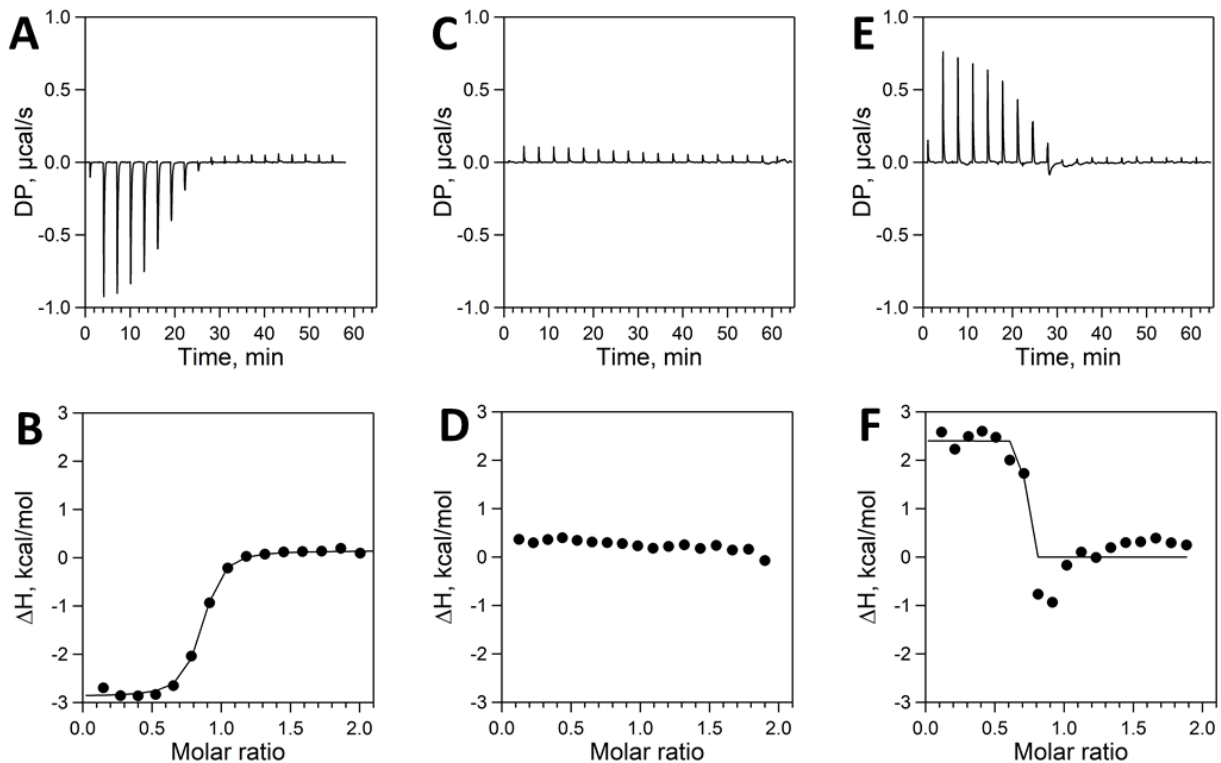 A
C
E
1.0
0.5
0.0
-0.5
-1.0
DP, µcal/s
0 10 20 30 40 50 60
Time, min
1.0
0.5
0.0
-0.5
-1.0
DP, µcal/s
0 10 20 30 40 50 60
Time, min
1.0
0.5
0.0
-0.5
-1.0
DP, µcal/s
0 10 20 30 40 50 60
Time, min
B
D
F
3
2
1
0
-1
-2
-3
ΔH, kcal/mol
0.0 0.5 1.0 1.5 2.0
Molar ratio
3
2
1
0
-1
-2
-3
ΔH, kcal/mol
0.0 0.5 1.0 1.5 2.0
Molar ratio
3
2
1
0
-1
-2
-3
ΔH, kcal/mol
0.0 0.5 1.0 1.5 2.0
Molar ratio